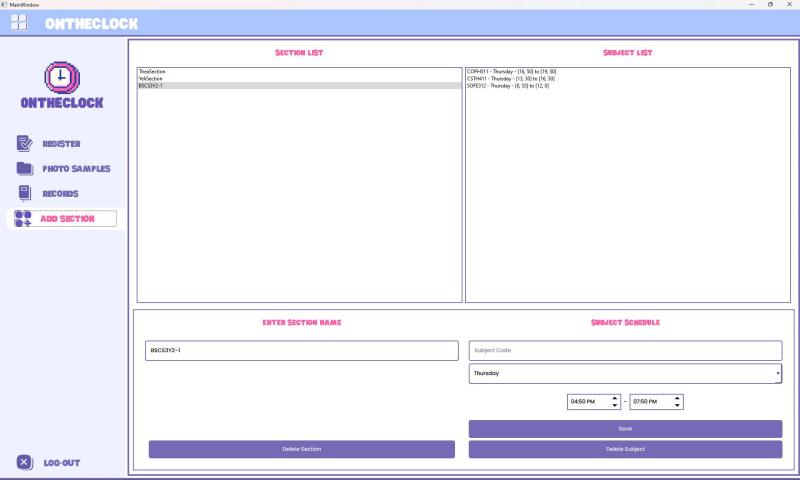 MainWindow
ONTHECLOCK
ONTHECLOCK
REGISTER
PHOTO SAMPLES
RECORDS
ADD SECTION
LOG-OUT
SECTION LIST
TheaSection
YeliSection
BSCS3Y2-1
SUBJECT LIST
COPH311 - Thursday - [16, 50] to [19, 50]
CSTH411 - Thursday - [13, 30] to [16, 30]
SOFE312 - Thursday - [8, 55] to [12, 0]
ENTER SECTION NAME
BSCS3Y2-1
Delete Section
SUBJECT SCHEDULE
Subject Code
Thursday
04:50 PM - 07:50 PM
Save
Delete Subject